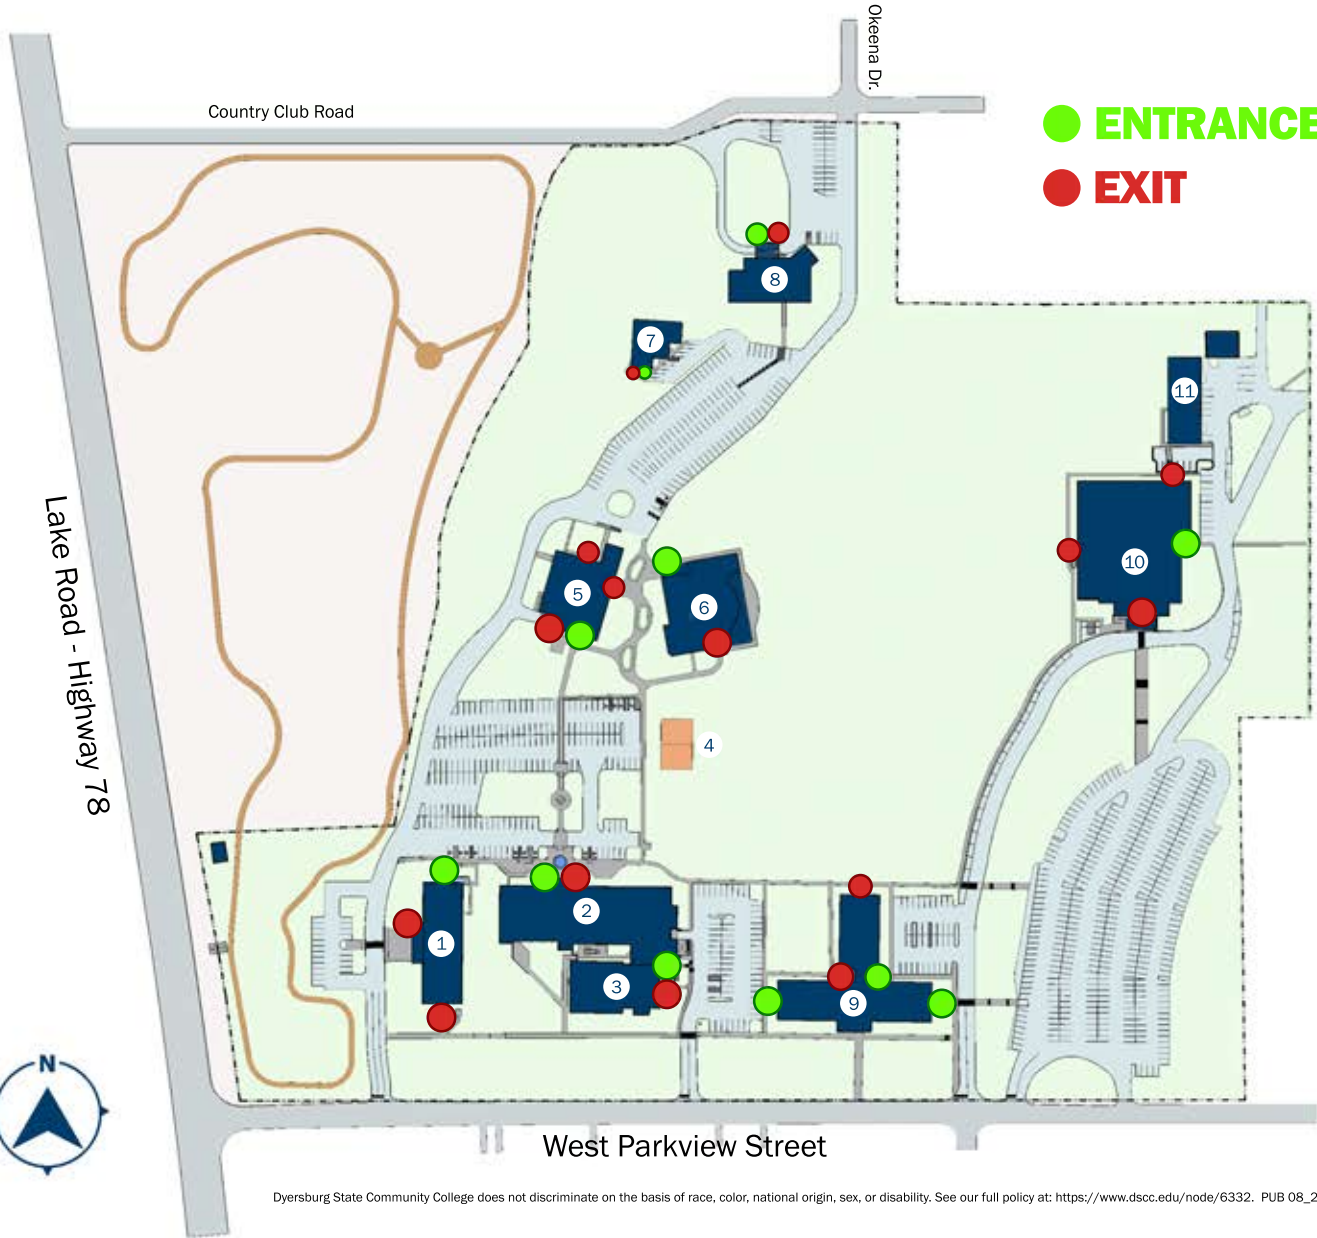 Okeena Dr.
Country Club Road
ENTRANCE
EXIT
8
7
11
10
5
6
4
Lake Road - Highway 78
2
1
3
9
N
West Parkview Street
Dyersburg State Community College does not discriminate on the basis of race, color, national origin, sex, or disability. See our full policy at: https://www.dscc.edu/node/6332. PUB 08_2